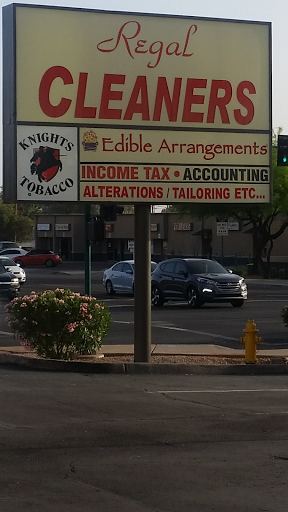 Regal
CLEANERS
KNIGHTS
TOBACCO
Edible Arrangements
INCOME TAX • ACCOUNTING
ALTERATIONS / TAILORING ETC...